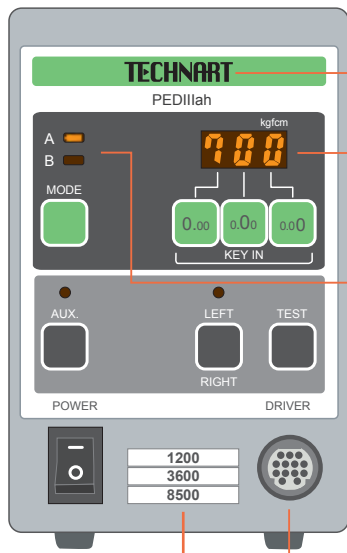 TECHNART
PEDIIIah
kgfcm
A
700
B
MODE
0.00 0.00 0.00
KEY IN
AUX. LEFT TEST
RIGHT
POWER DRIVER
1200
3600
8500